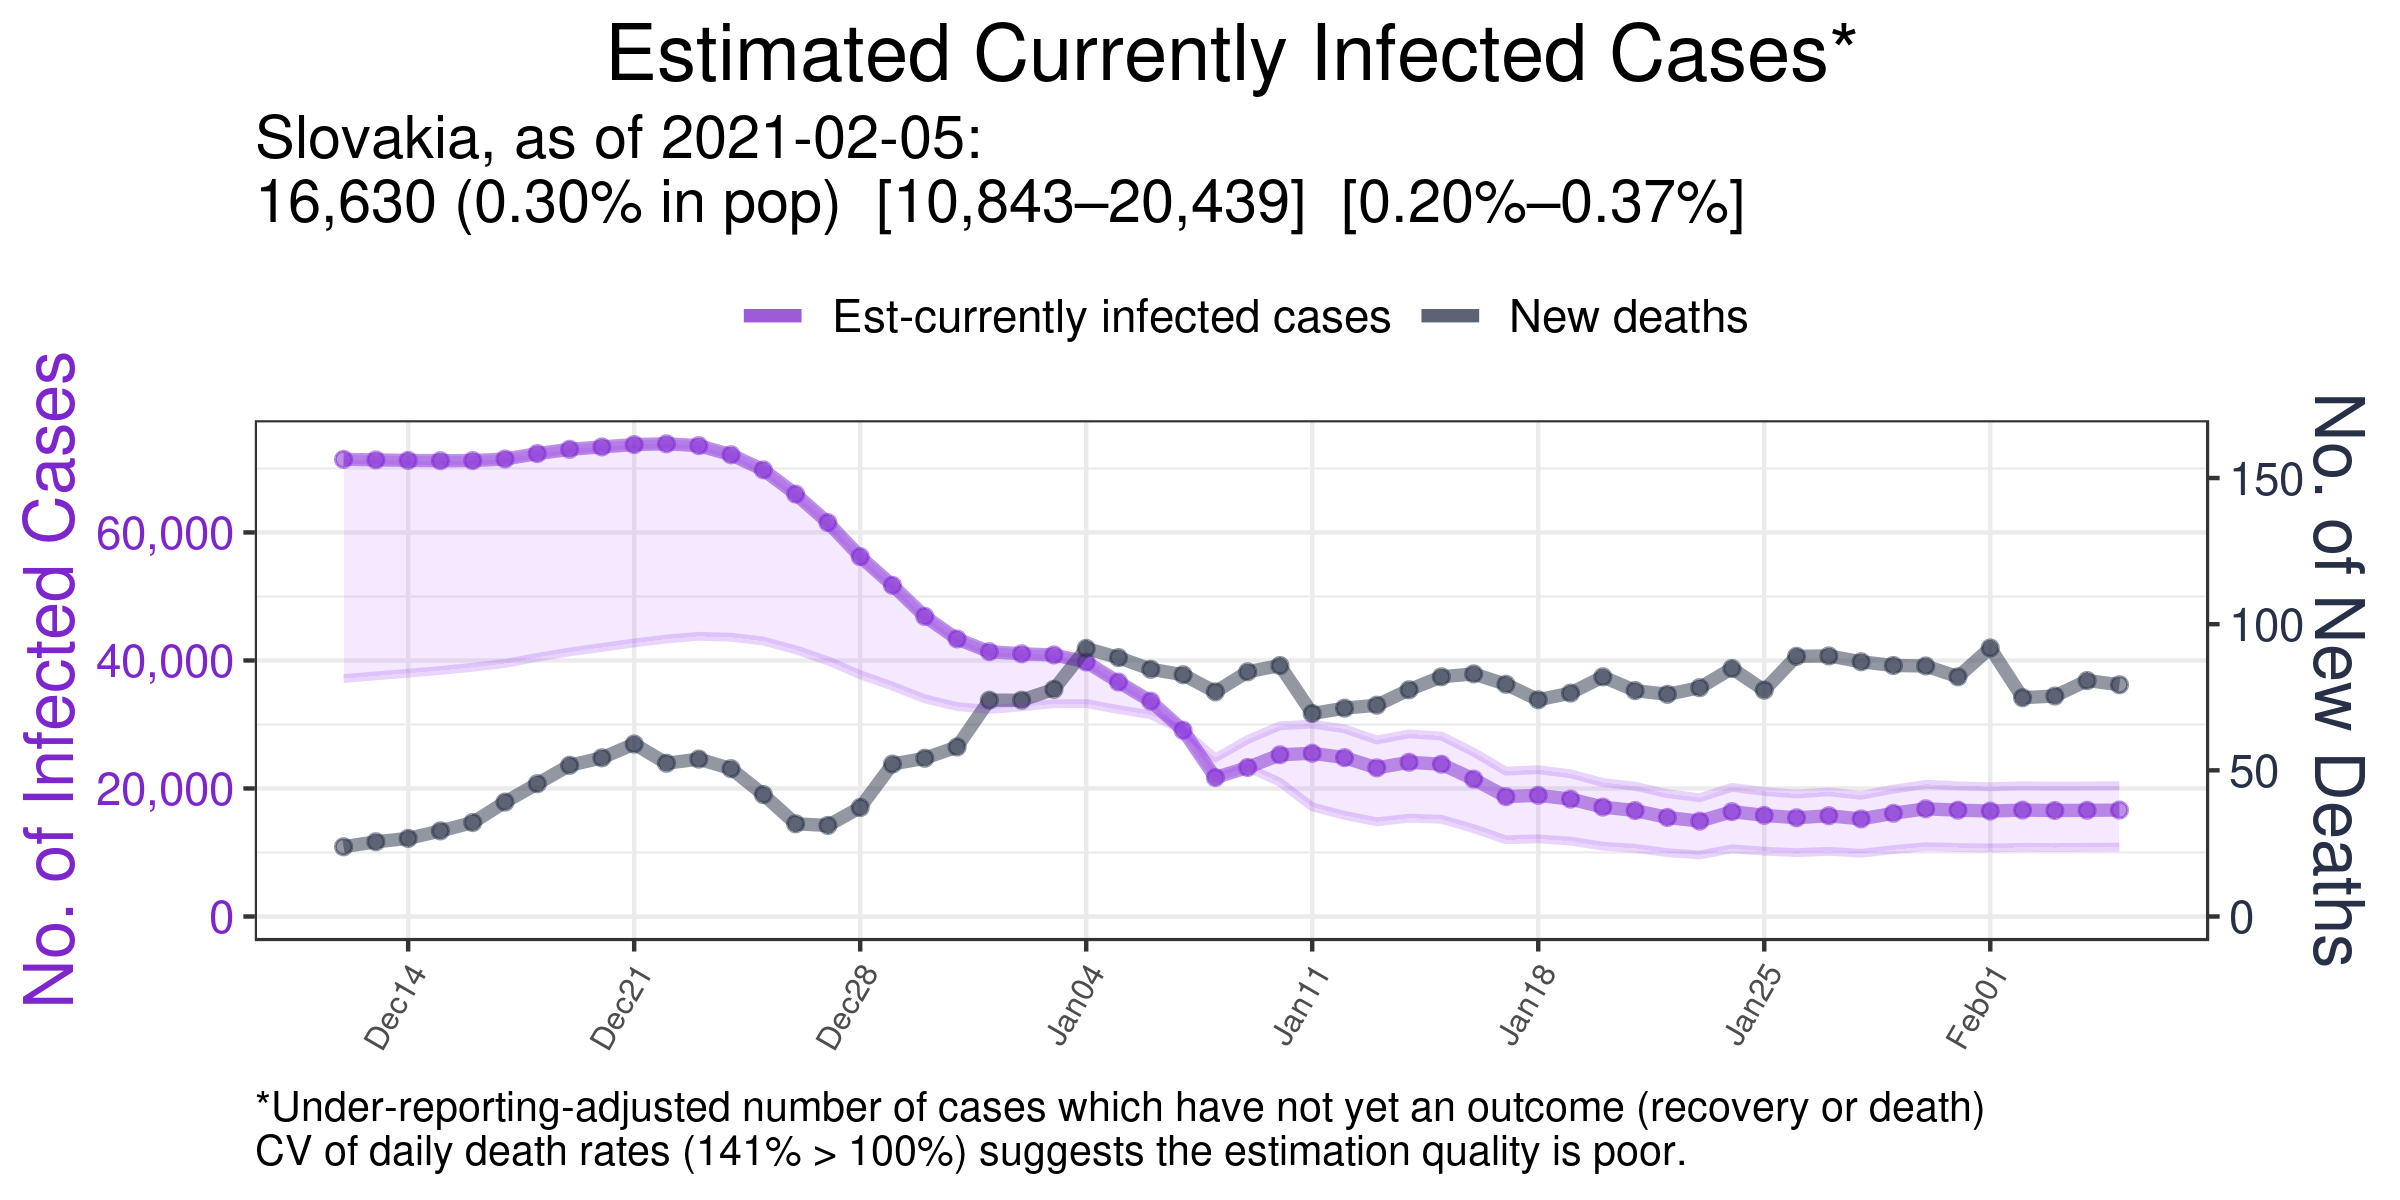 Estimated Currently Infected Cases*
Slovakia, as of 2021-02-05:
16,630 (0.30% in pop)  [10,843–20,439]  [0.20%–0.37%]
Est-currently infected cases
New deaths
No. of Infected Cases
60,000
40,000
20,000
0
150
100
50
0
No. of New Deaths
Dec14
Dec21
Dec28
Jan04
Jan11
Jan18
Jan25
Feb01
*Under-reporting-adjusted number of cases which have not yet an outcome (recovery or death)
CV of daily death rates (141% > 100%) suggests the estimation quality is poor.